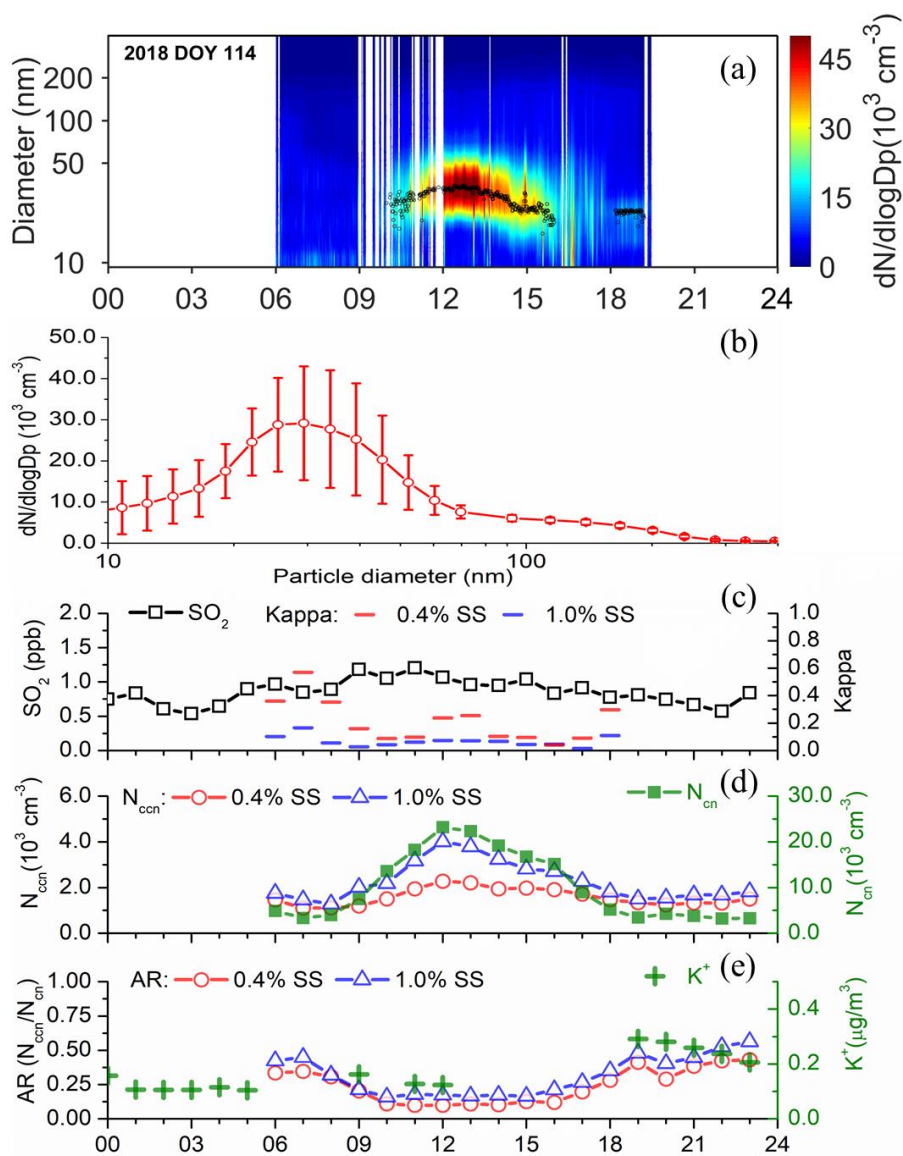 2018 DOY 114
(a)
Diameter (nm)
200
100
50
10
00 03 06 09 12 15 18 21 24
45
30
15
0
dN/dlogDp(10³ cm⁻³)
(b)
dN/dlogDp (10³ cm⁻³)
50.0
40.0
30.0
20.0
10.0
0.0
10 100
Particle diameter (nm)
(c)
SO₂ Kappa: 0.4% SS 1.0% SS
SO₂ (ppb)
2.0
1.5
1.0
0.5
0.0
1.0
0.8
0.6
0.4
0.2
0.0
Kappa
(d)
N_ccn: 0.4% SS 1.0% SS N_cn
N_ccn(10³ cm⁻³)
6.0
4.0
2.0
0.0
30.0
20.0
10.0
0.0
N_cn(10³ cm⁻³)
(e)
AR: 0.4% SS 1.0% SS K⁺
AR (N_ccn/N_cn)
1.00
0.75
0.50
0.25
0.00
0.4
0.2
0.0
K⁺(μg/m³)
00 03 06 09 12 15 18 21 24